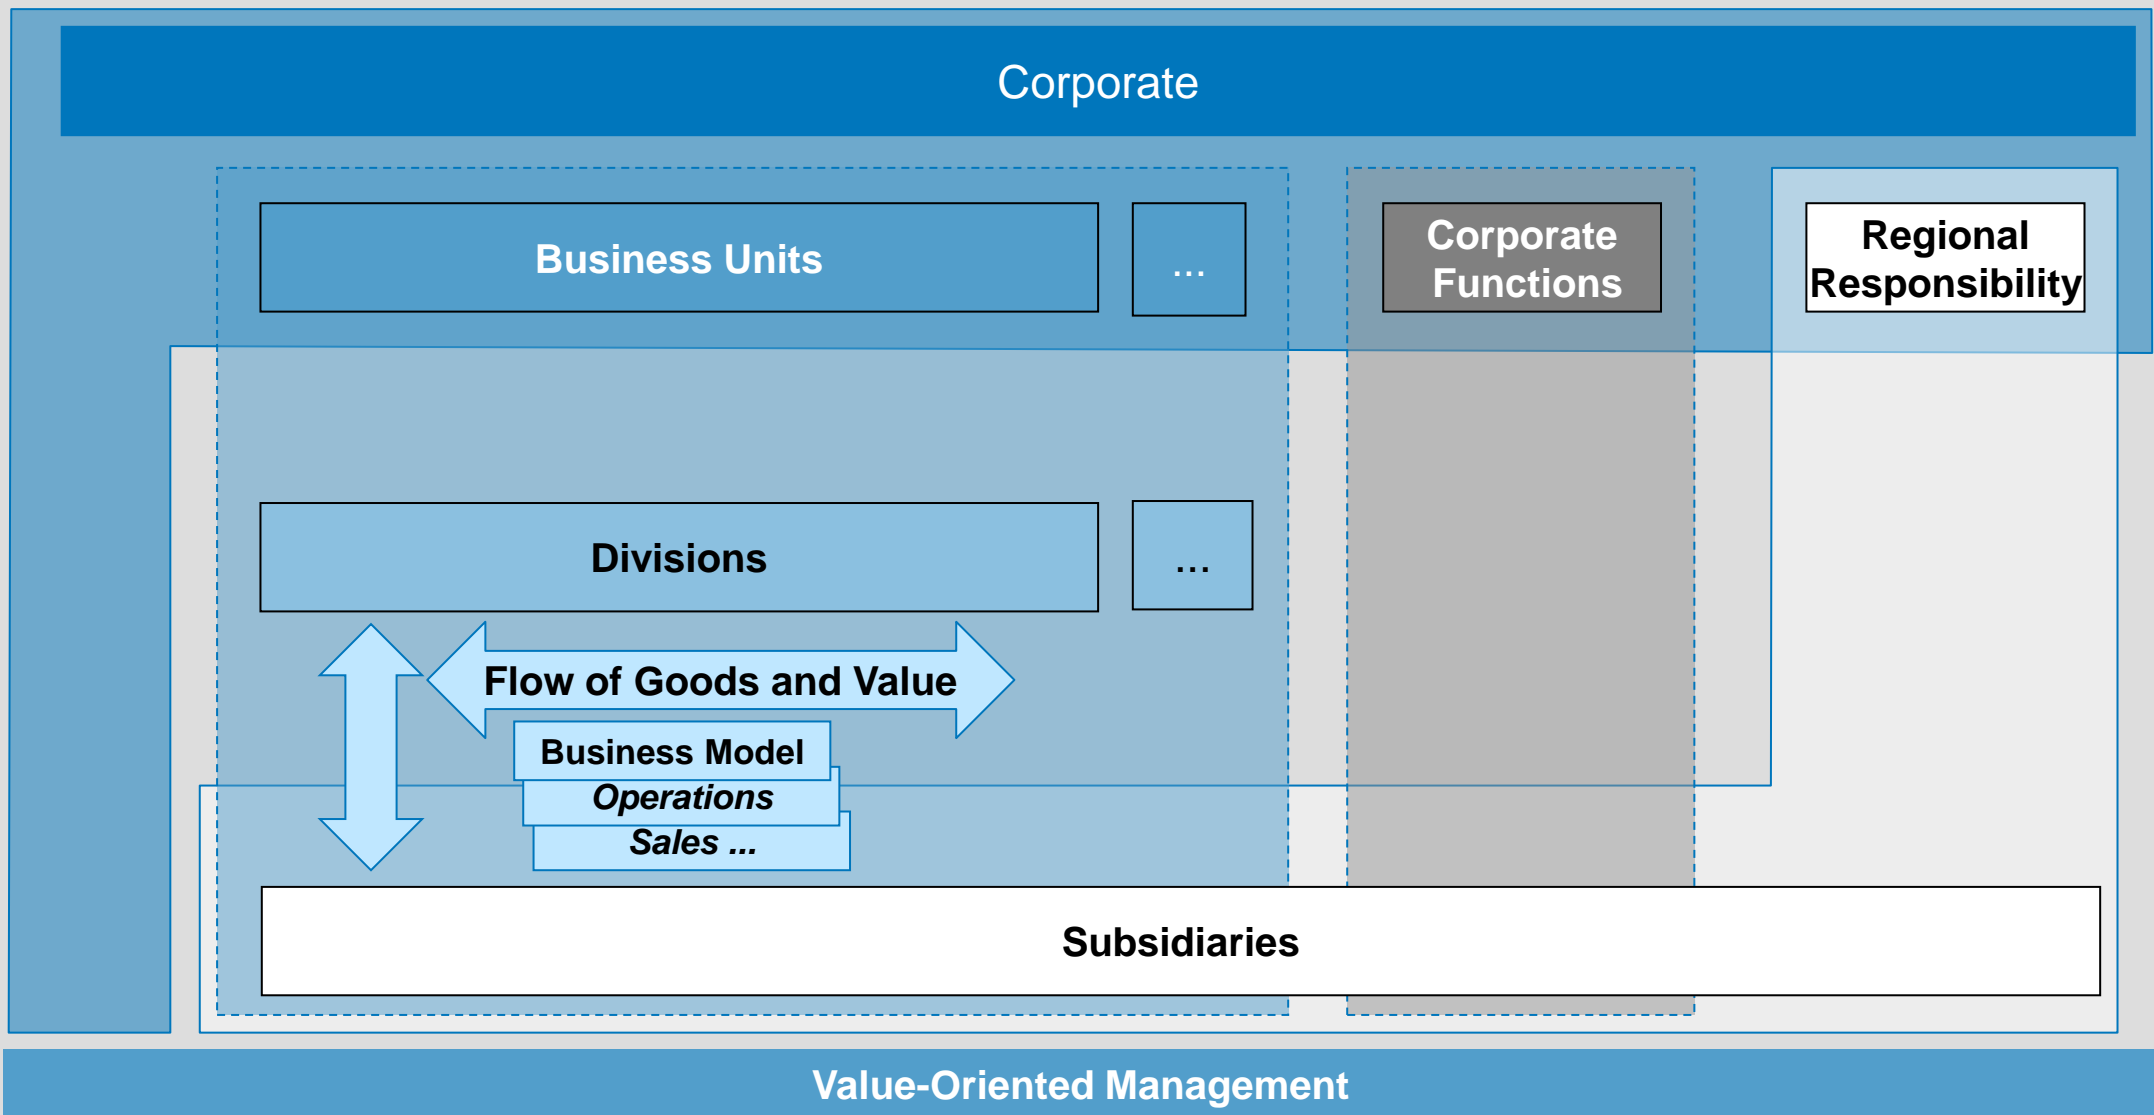 Corporate
Business Units
...
Corporate
Functions
Regional
Responsibility
Divisions
...
Flow of Goods and Value
Business Model
Operations
Sales ...
Subsidiaries
Value-Oriented Management